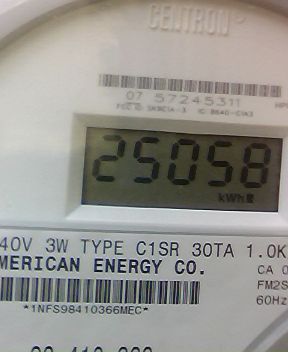 CENTRON®
07 57245311
25058
kWh
40V 3W TYPE C1SR 30TA 1.0K
MERICAN ENERGY CO.
CA 0
FM2S
60Hz
*1NFS98410366MEC*